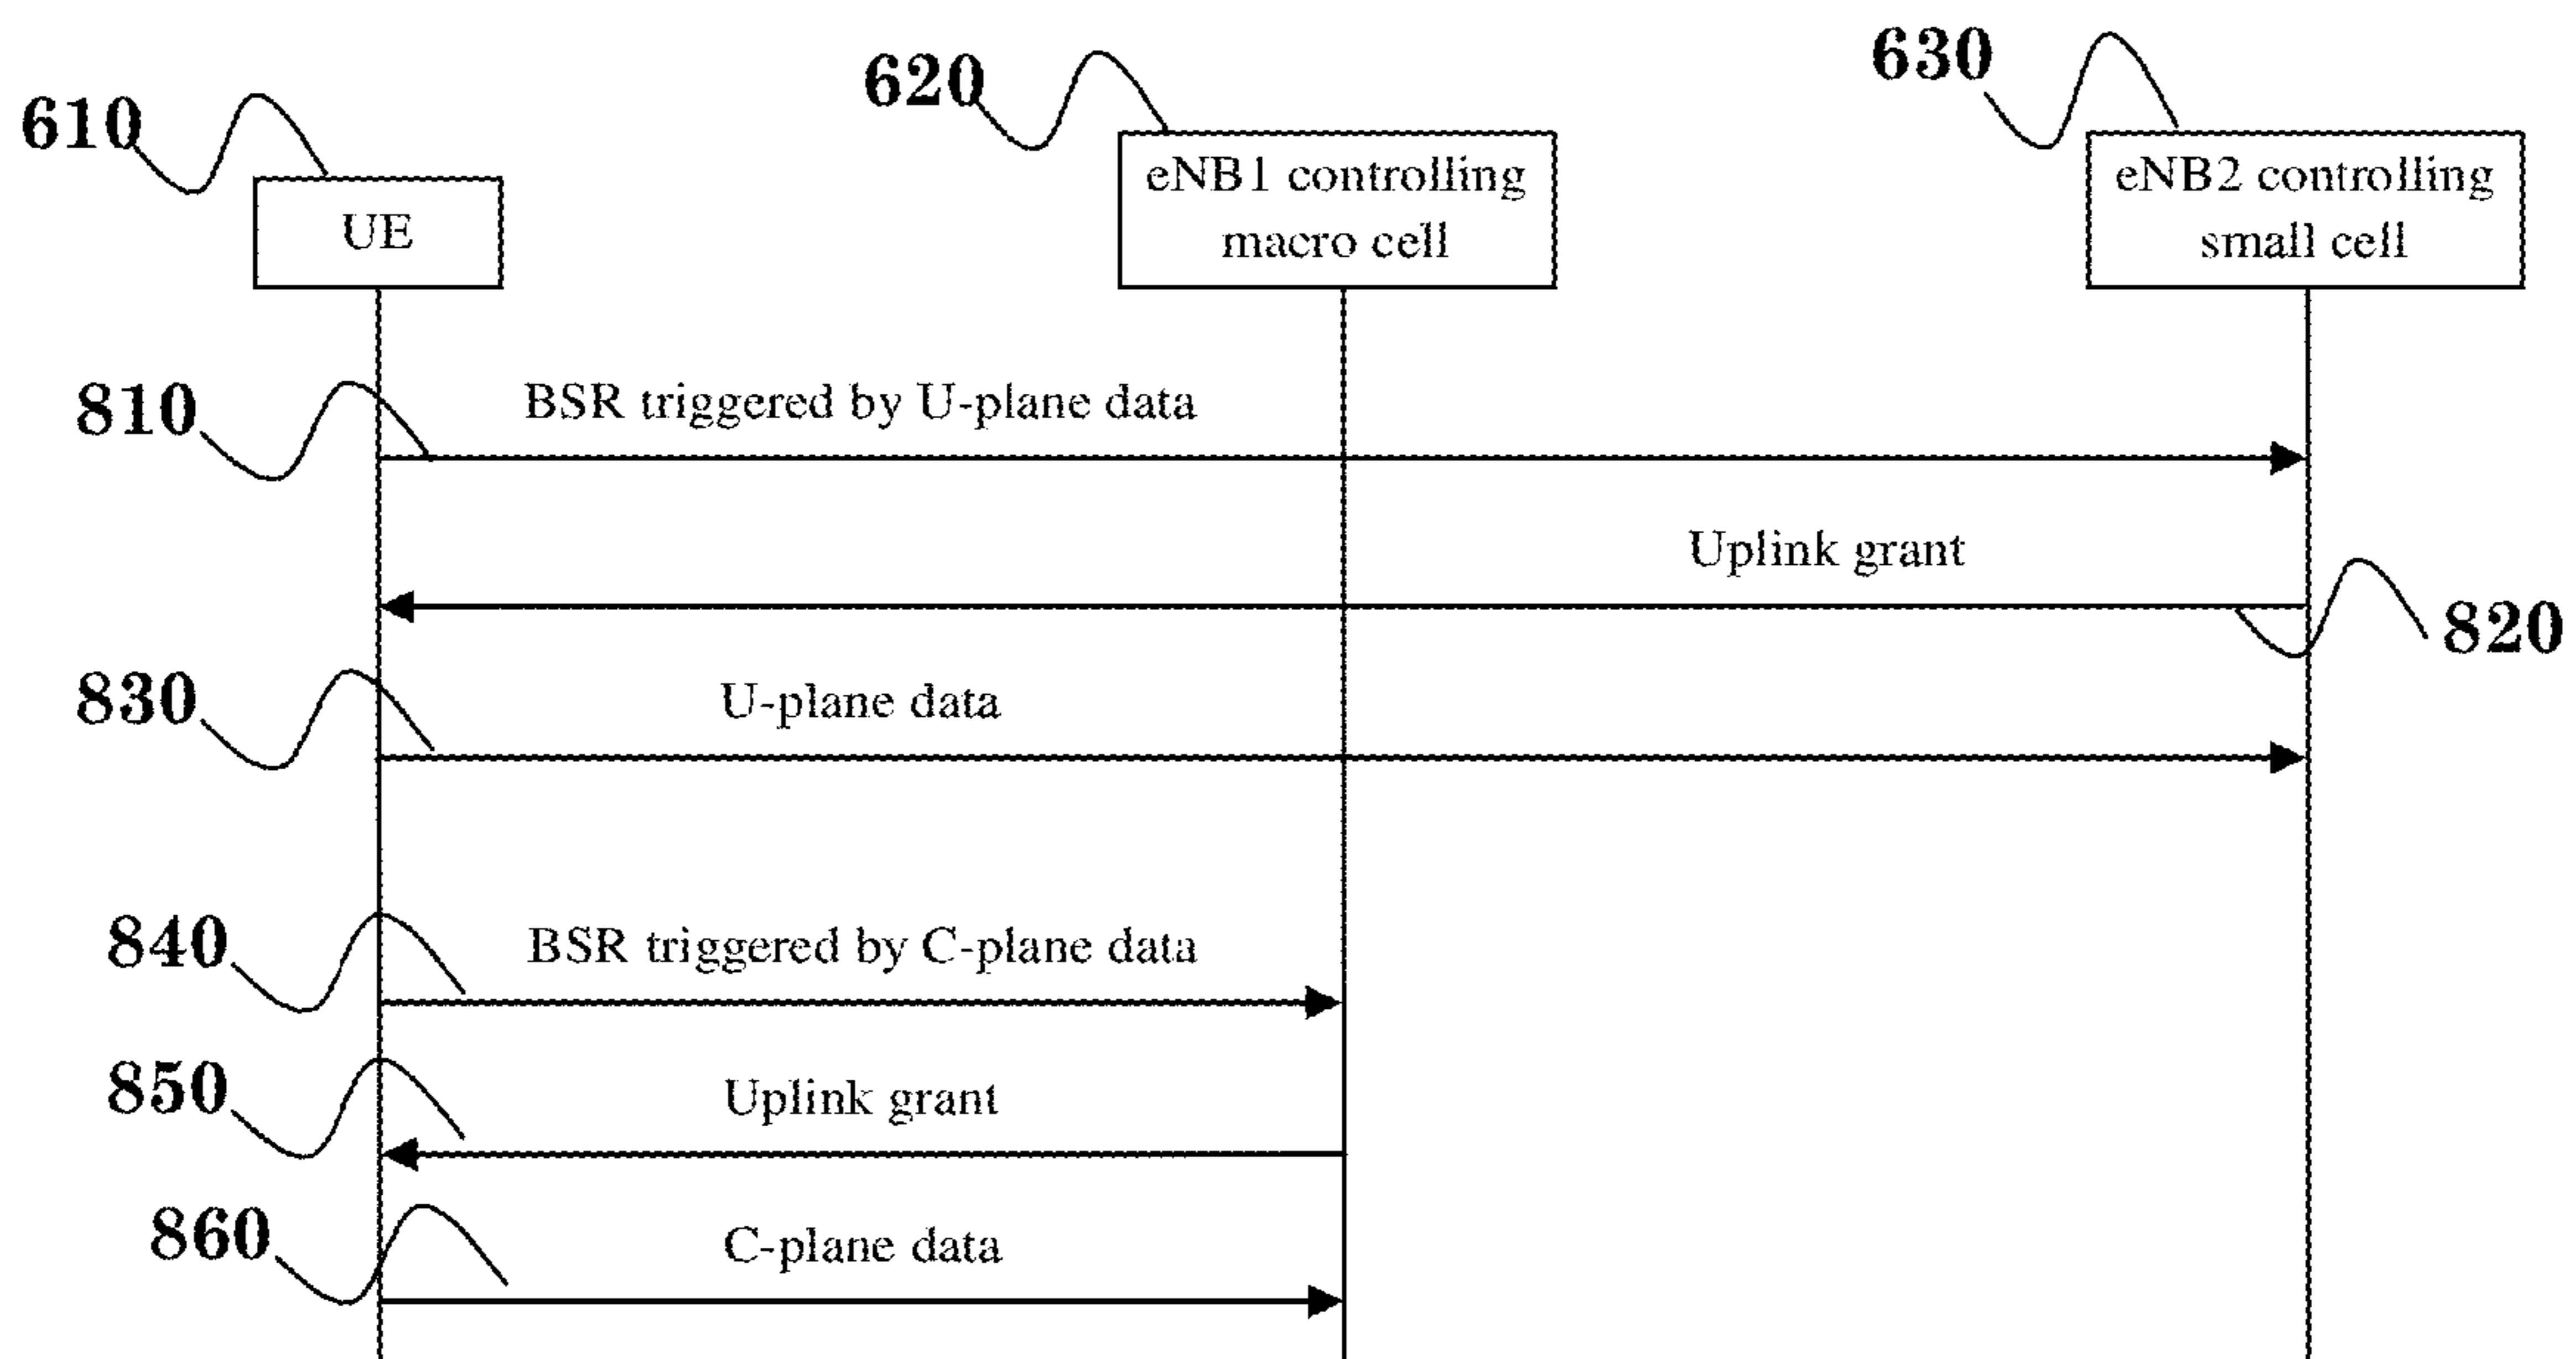 630
620
610
eNB1 controlling
macro cell
eNB2 controlling
small cell
UE
810
BSR triggered by U-plane data
Uplink grant
820
830
U-plane data
840
BSR triggered by C-plane data
850
Uplink grant
860
C-plane data